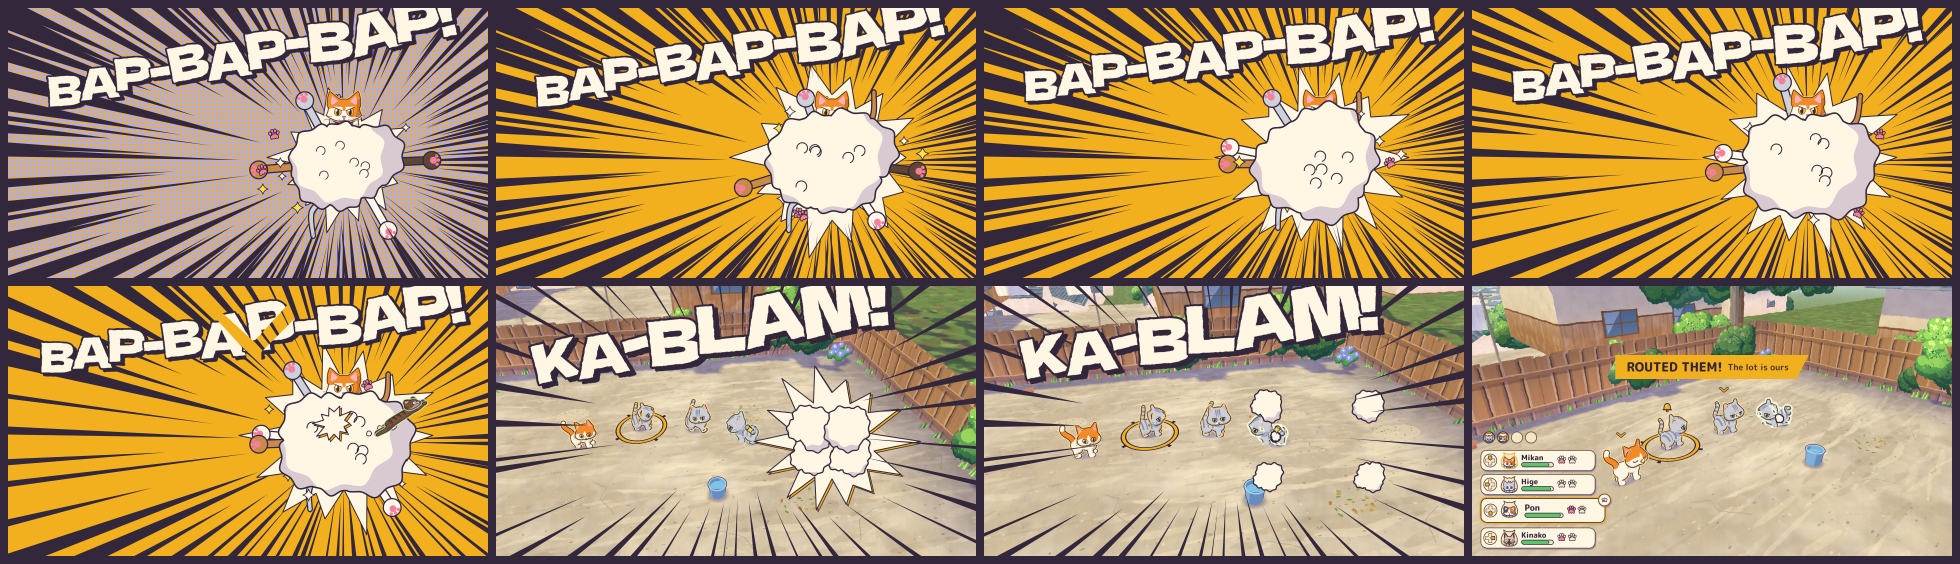 BAP-BAP-BAP!
BAP-BAP-BAP!
BAP-BAP-BAP!
BAP-BAP-BAP!
BAP-BAP-BAP!
KA-BLAM!
KA-BLAM!
ROUTED THEM! The lot is ours
Mikan
Hige
Pon
Kinako